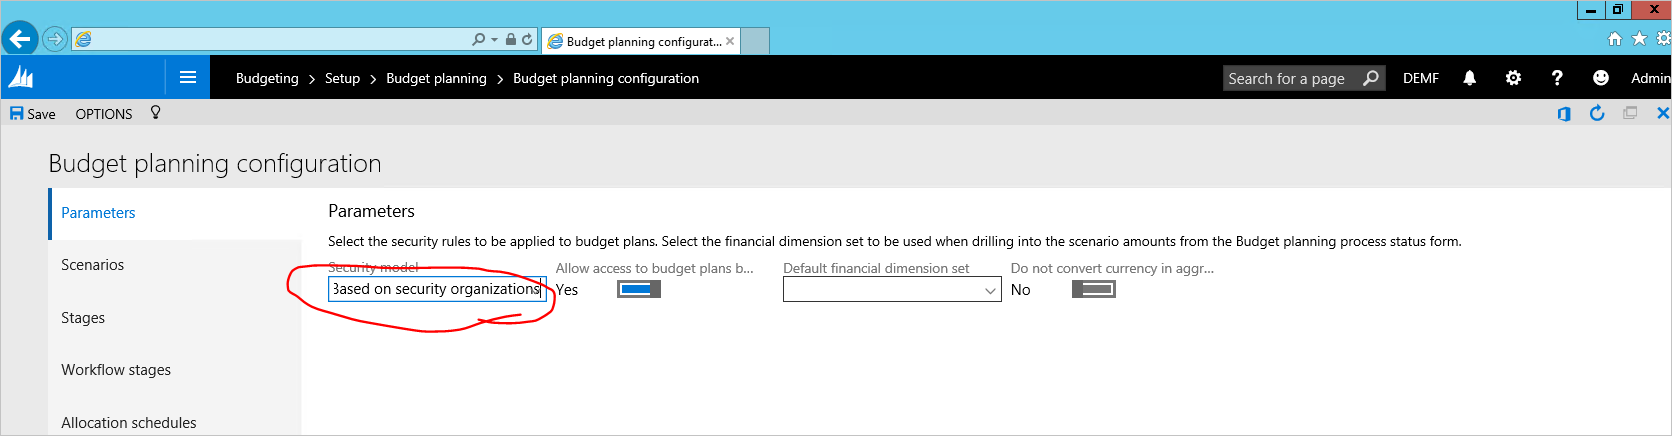 Budget planning configurat...
Budgeting > Setup > Budget planning > Budget planning configuration
Search for a page
DEMF
?
Admin
Save
OPTIONS
Budget planning configuration
Parameters
Scenarios
Stages
Workflow stages
Allocation schedules
Parameters
Select the security rules to be applied to budget plans. Select the financial dimension set to be used when drilling into the scenario amounts from the Budget planning process status form.
Security model
Based on security organizations
Allow access to budget plans b...
Yes
Default financial dimension set
Do not convert currency in aggr...
No